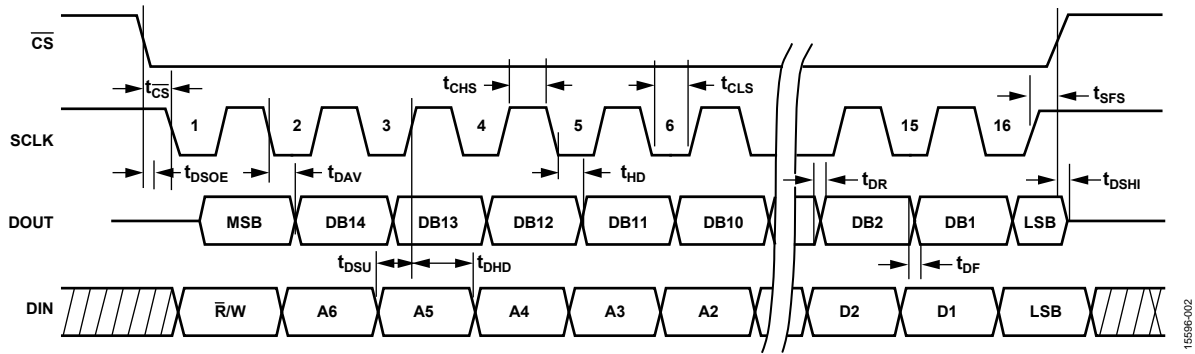 CS
tCS
tCHS
tCLS
tSFS
SCLK
1
2
3
4
5
6
15
16
tDSOE
tDAV
tHD
tDR
tDSHI
DOUT
MSB
DB14
DB13
DB12
DB11
DB10
DB2
DB1
LSB
tDSU
tDHD
tDF
DIN
R/W
A6
A5
A4
A3
A2
D2
D1
LSB
15596-002